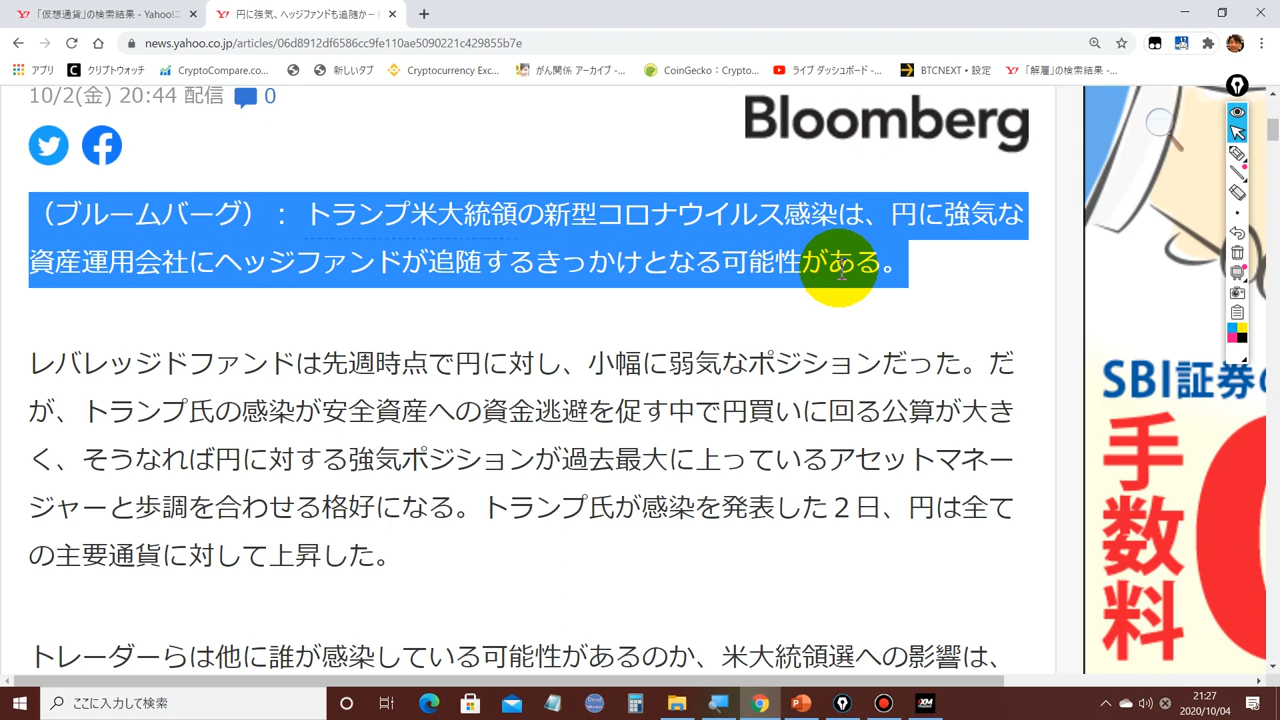 「仮想通貨」の検索結果 - Yahoo!ニ
円に強気、ヘッジファンドも追随か－
news.yahoo.co.jp/articles/06d8912df6586cc9fe110ae5090221c429855b7e
アプリ クリプトウォッチ CryptoCompare.co... 新しいタブ Cryptocurrency Exc... がん関係 アーカイブ -... CoinGecko：Crypto... ライブ ダッシュボード -... BTCNEXT・設定 「解雇」の検索結果 -...
10/2(金) 20:44 配信 0
Bloomberg
（ブルームバーグ）： トランプ米大統領の新型コロナウイルス感染は、円に強気な
資産運用会社にヘッジファンドが追随するきっかけとなる可能性がある。
レバレッジドファンドは先週時点で円に対し、小幅に弱気なポジションだった。だ
が、トランプ氏の感染が安全資産への資金逃避を促す中で円買いに回る公算が大き
く、そうなれば円に対する強気ポジションが過去最大に上っているアセットマネー
ジャーと歩調を合わせる格好になる。トランプ氏が感染を発表した２日、円は全て
の主要通貨に対して上昇した。
トレーダーらは他に誰が感染している可能性があるのか、米大統領選への影響は、
SBI証券の
手
数
料
ここに入力して検索
XM
21:27
2020/10/04